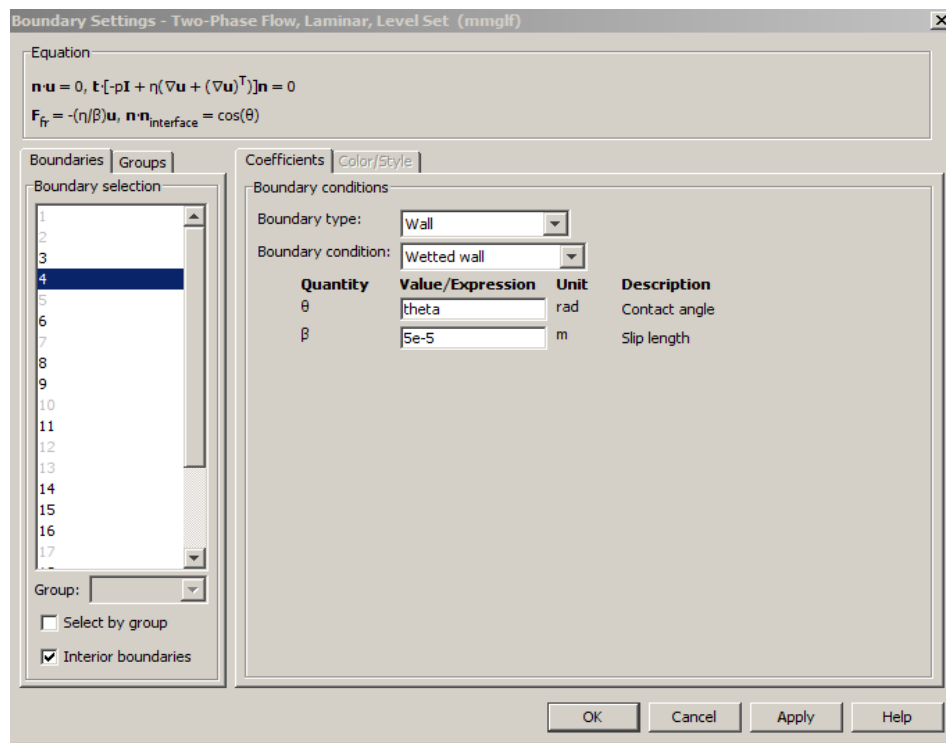 Boundary Settings - Two-Phase Flow, Laminar, Level Set (mmglf)
Equation
n·u = 0, t·[-pI + η(∇u + (∇u)ᵀ)]n = 0
F_fr = -(η/β)u, n·n_interface = cos(θ)
Boundaries Groups
Boundary selection
1
2
3
4
5
6
7
8
9
10
11
12
13
14
15
16
17
Group:
Select by group
Interior boundaries
Coefficients Color/Style
Boundary conditions
Boundary type: Wall
Boundary condition: Wetted wall
Quantity Value/Expression Unit Description
θ theta rad Contact angle
β 5e-5 m Slip length
OK Cancel Apply Help